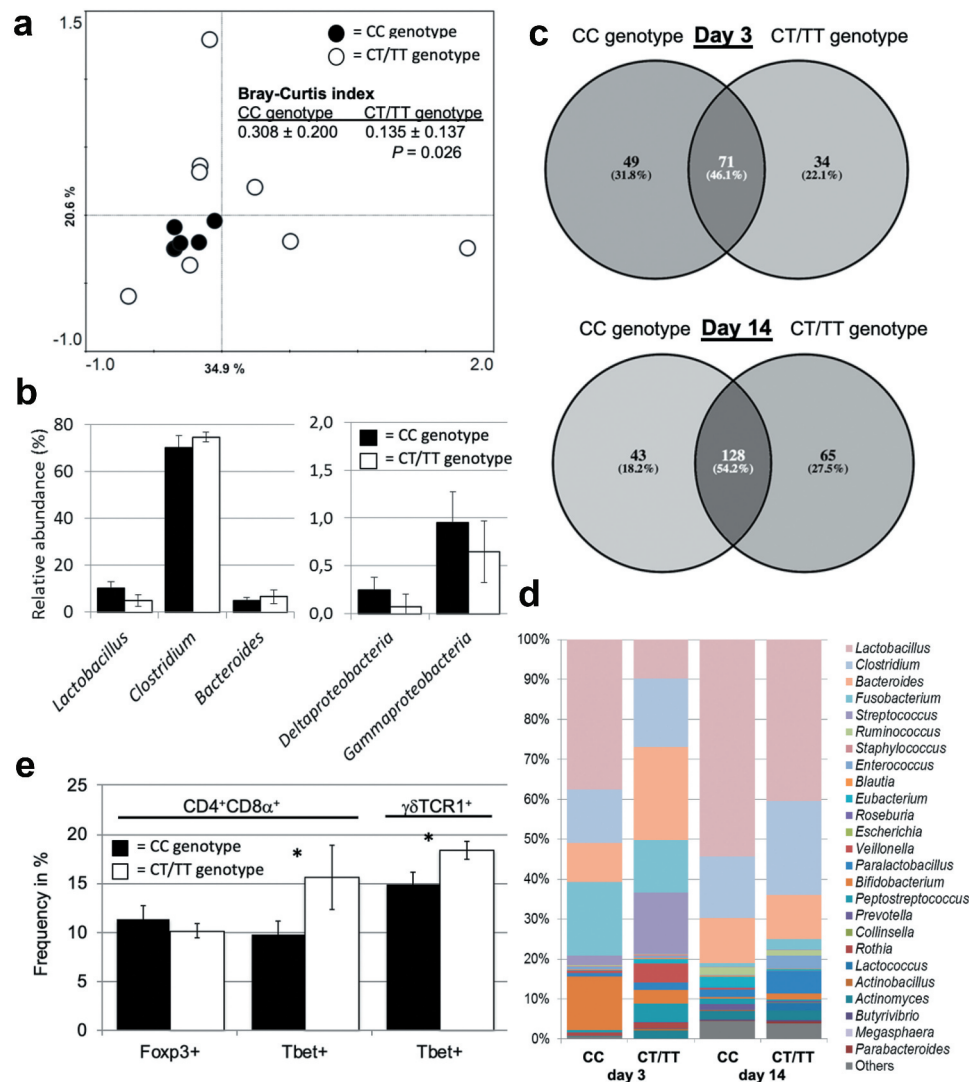 a
1.5
= CC genotype
= CT/TT genotype
Bray-Curtis index
CC genotype CT/TT genotype
0.308 ± 0.200 0.135 ± 0.137
P = 0.026
20.6 %
-1.0
-1.0 2.0
34.9 %
b
Relative abundance (%)
80
60
40
20
0
= CC genotype
= CT/TT genotype
2,0
1,5
1,0
0,5
0,0
Lactobacillus
Clostridium
Bacteroides
Deltaproteobacteria
Gammaproteobacteria
c
CC genotype Day 3 CT/TT genotype
49 71 34
(31.8%) (46.1%) (22.1%)
CC genotype Day 14 CT/TT genotype
43 128 65
(18.2%) (54.2%) (27.5%)
d
100%
90%
80%
70%
60%
50%
40%
30%
20%
10%
0%
CC CT/TT CC CT/TT
day 3 day 14
Lactobacillus
Clostridium
Bacteroides
Fusobacterium
Streptococcus
Ruminococcus
Staphylococcus
Enterococcus
Blautia
Eubacterium
Roseburia
Escherichia
Veillonella
Paralactobacillus
Bifidobacterium
Peptostreptococcus
Prevotella
Collinsella
Rothia
Lactococcus
Actinobacillus
Actinomyces
Butyrivibrio
Megasphaera
Parabacteroides
Others
e
Frequency in %
25
20
15
10
5
0
CD4⁺CD8α⁺ γδTCR1⁺
= CC genotype
= CT/TT genotype
* *
Foxp3+ Tbet+ Tbet+